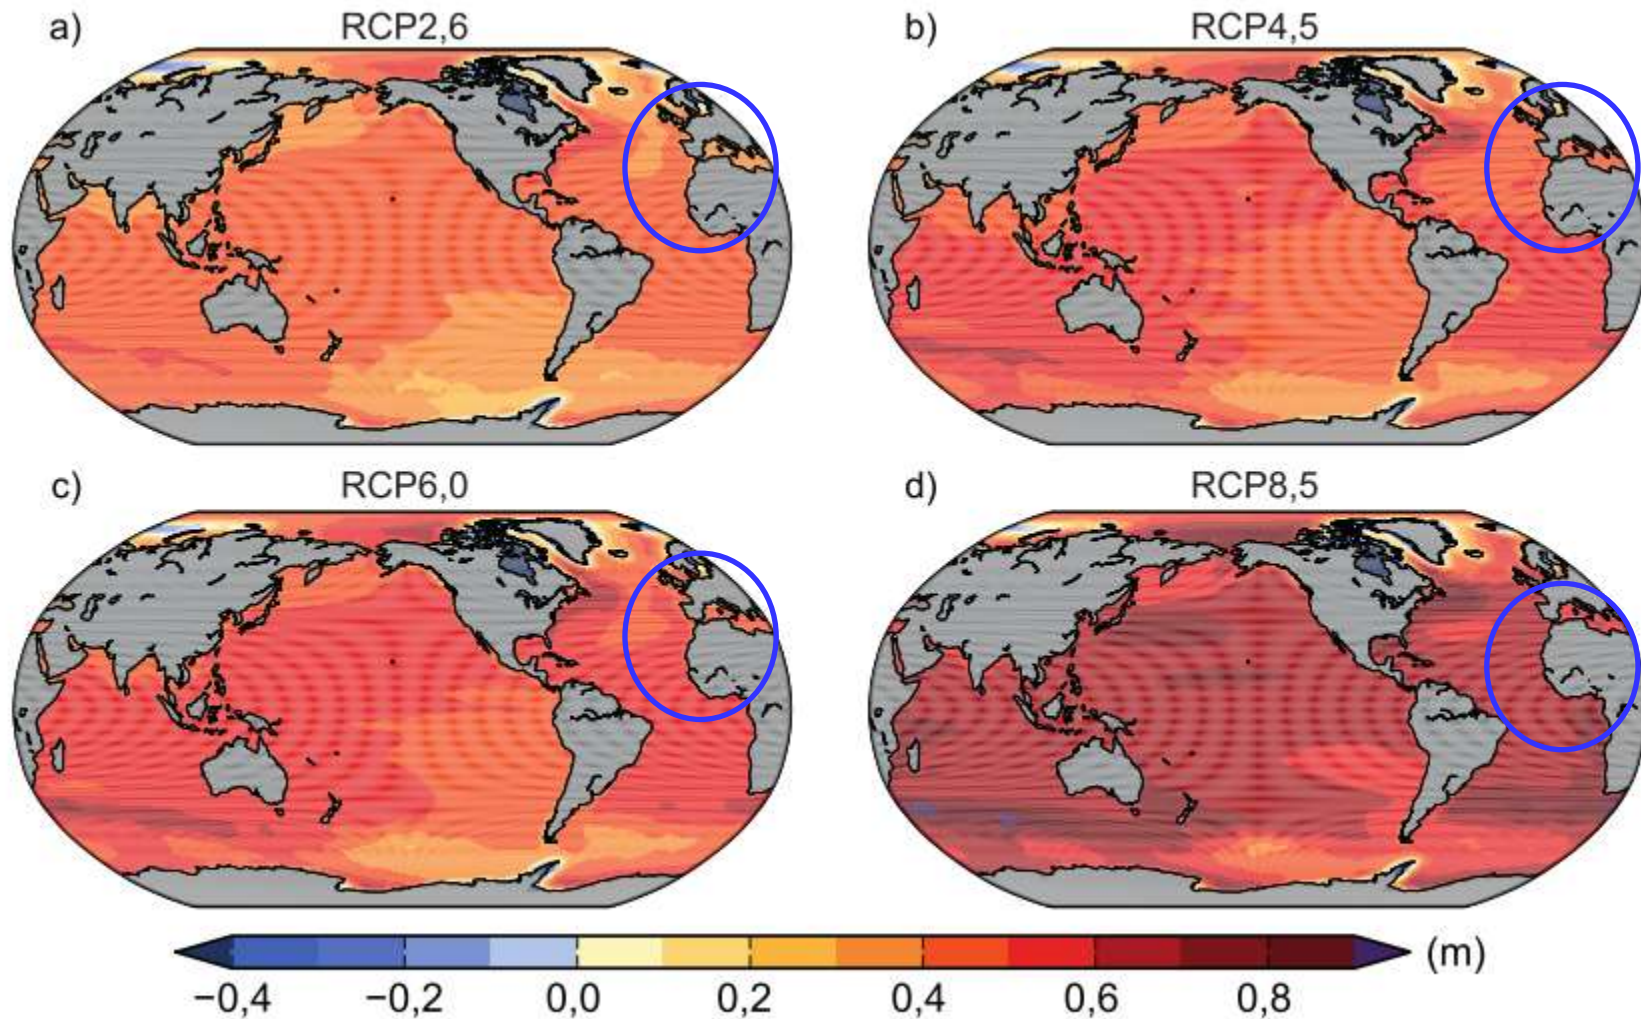 a) RCP2,6
b) RCP4,5
c) RCP6,0
d) RCP8,5
(m)
−0,4 −0,2 0,0 0,2 0,4 0,6 0,8